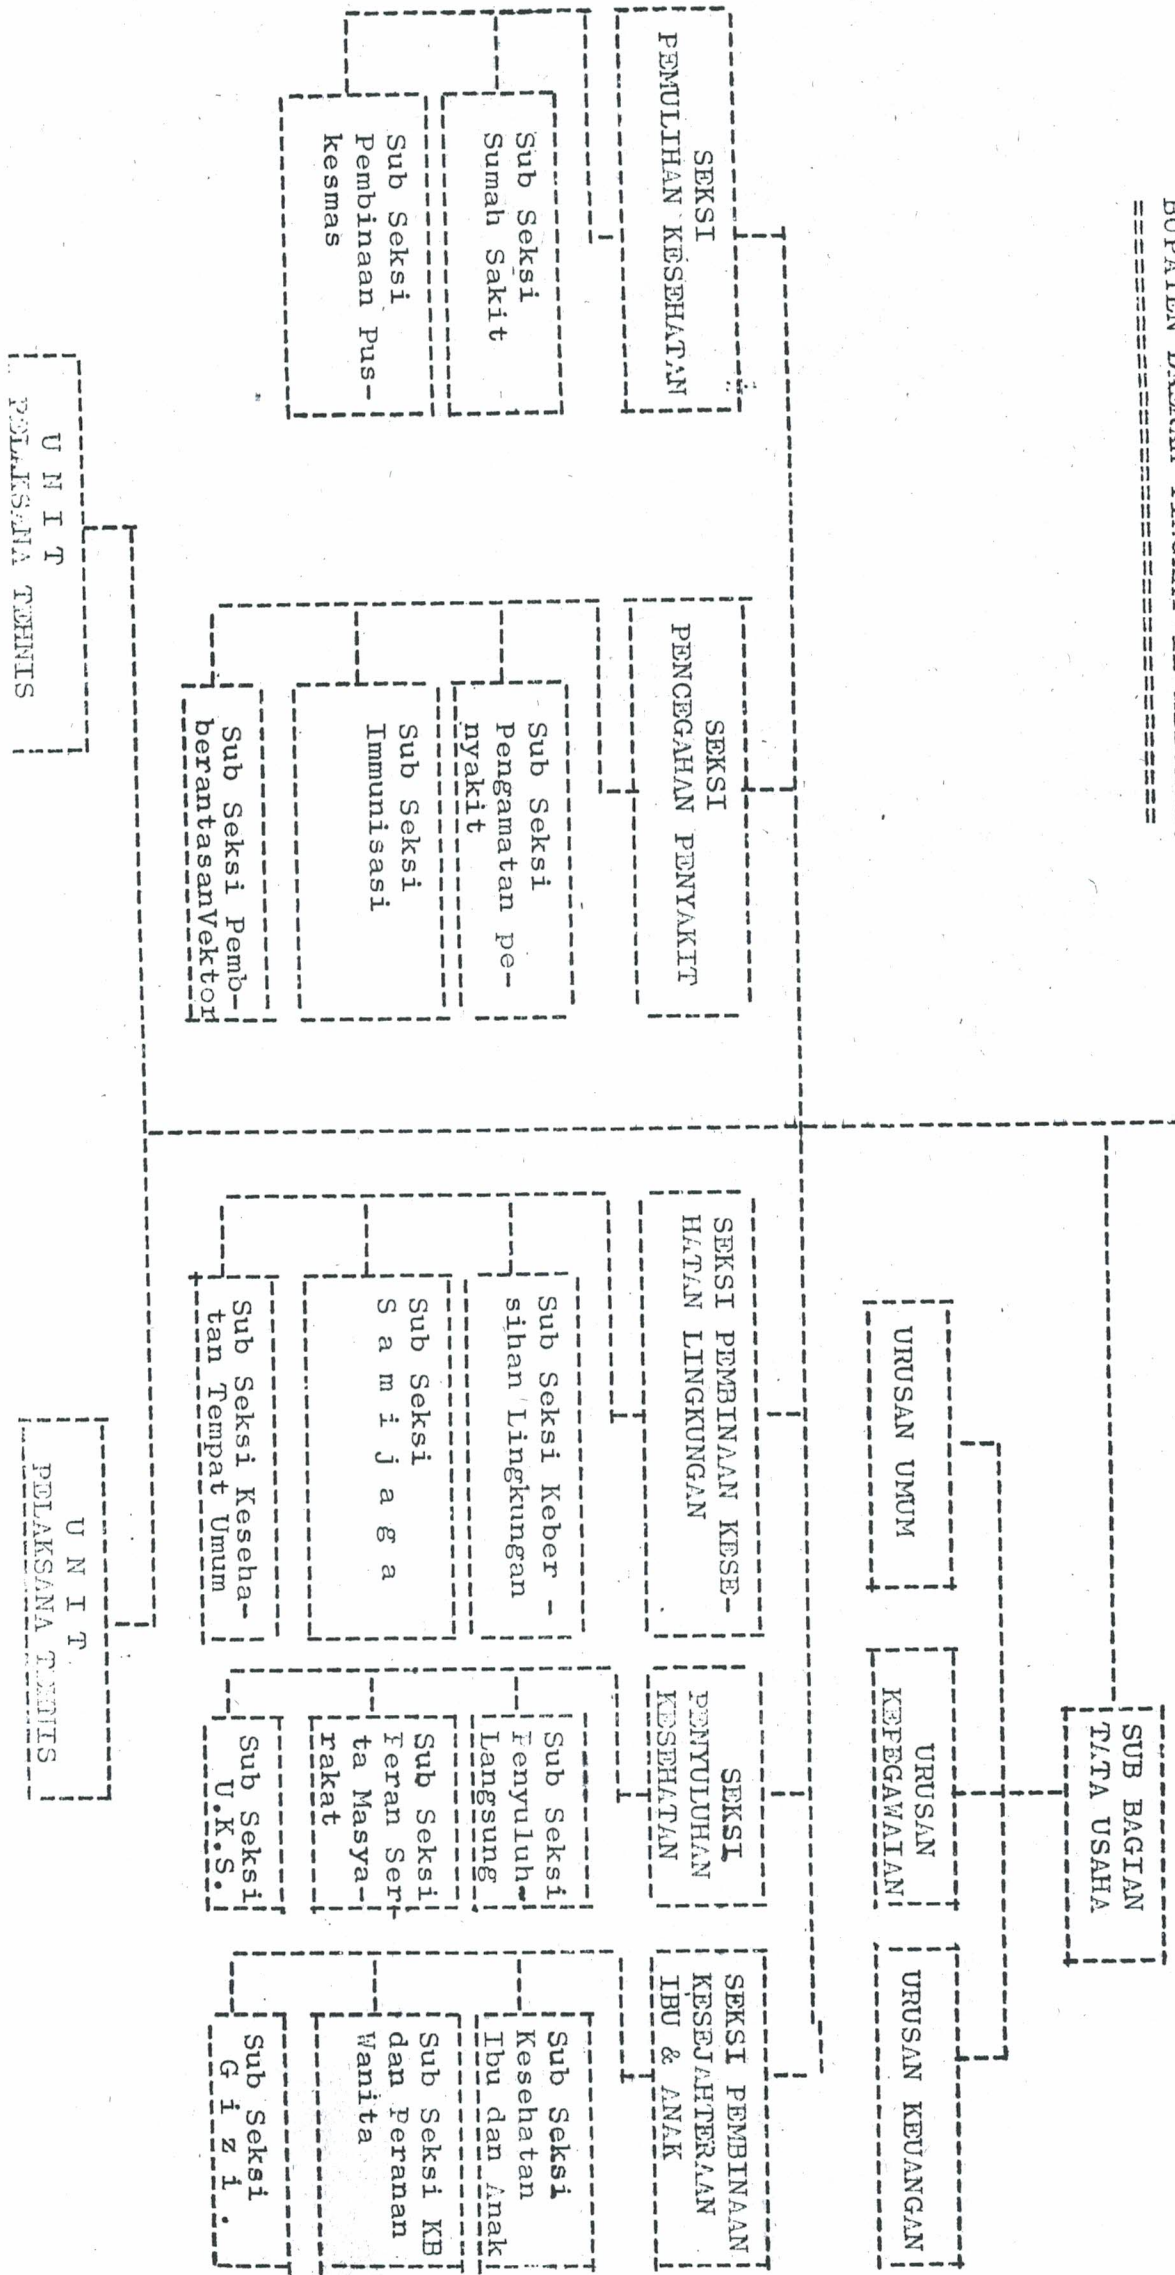 SUB BAGIAN
TATA USAHA
URUSAN UMUM
URUSAN
KEPEGAWAIAN
URUSAN KEUANGAN
SEKSI
PEMULIHAN KESEHATAN
SEKSI
PENCEGAHAN PENYAKIT
SEKSI PEMBINAAN KESE-
HATAN LINGKUNGAN
SEKSI
PENYULUHAN
KESEHATAN
SEKSI PEMBINAAN
KESEJAHTERAAN
IBU & ANAK
Sub Seksi
Sumah Sakit
Sub Seksi
Pembinaan Pus-
kesmas
Sub Seksi
Pengamatan pe-
nyakit
Sub Seksi
Immunisasi
Sub Seksi Pemb-
berantasanVektor
Sub Seksi Keber -
sihan Lingkungan
Sub Seksi
S a m i j a g a
Sub Seksi Keseha-
tan Tempat Umum
Sub Seksi
Penyuluh-
Langsung
Sub Seksi
Peran Ser-
ta Masya-
rakat
Sub Seksi
U.K.S.
Sub Seksi
Kesehatan
Ibu dan Anak
Sub Seksi KB
dan Peranan
Wanita
Sub Seksi
G i z i .
U N I T
PELAKSANA TEHNIS
U N I T
PELAKSANA TEHNIS